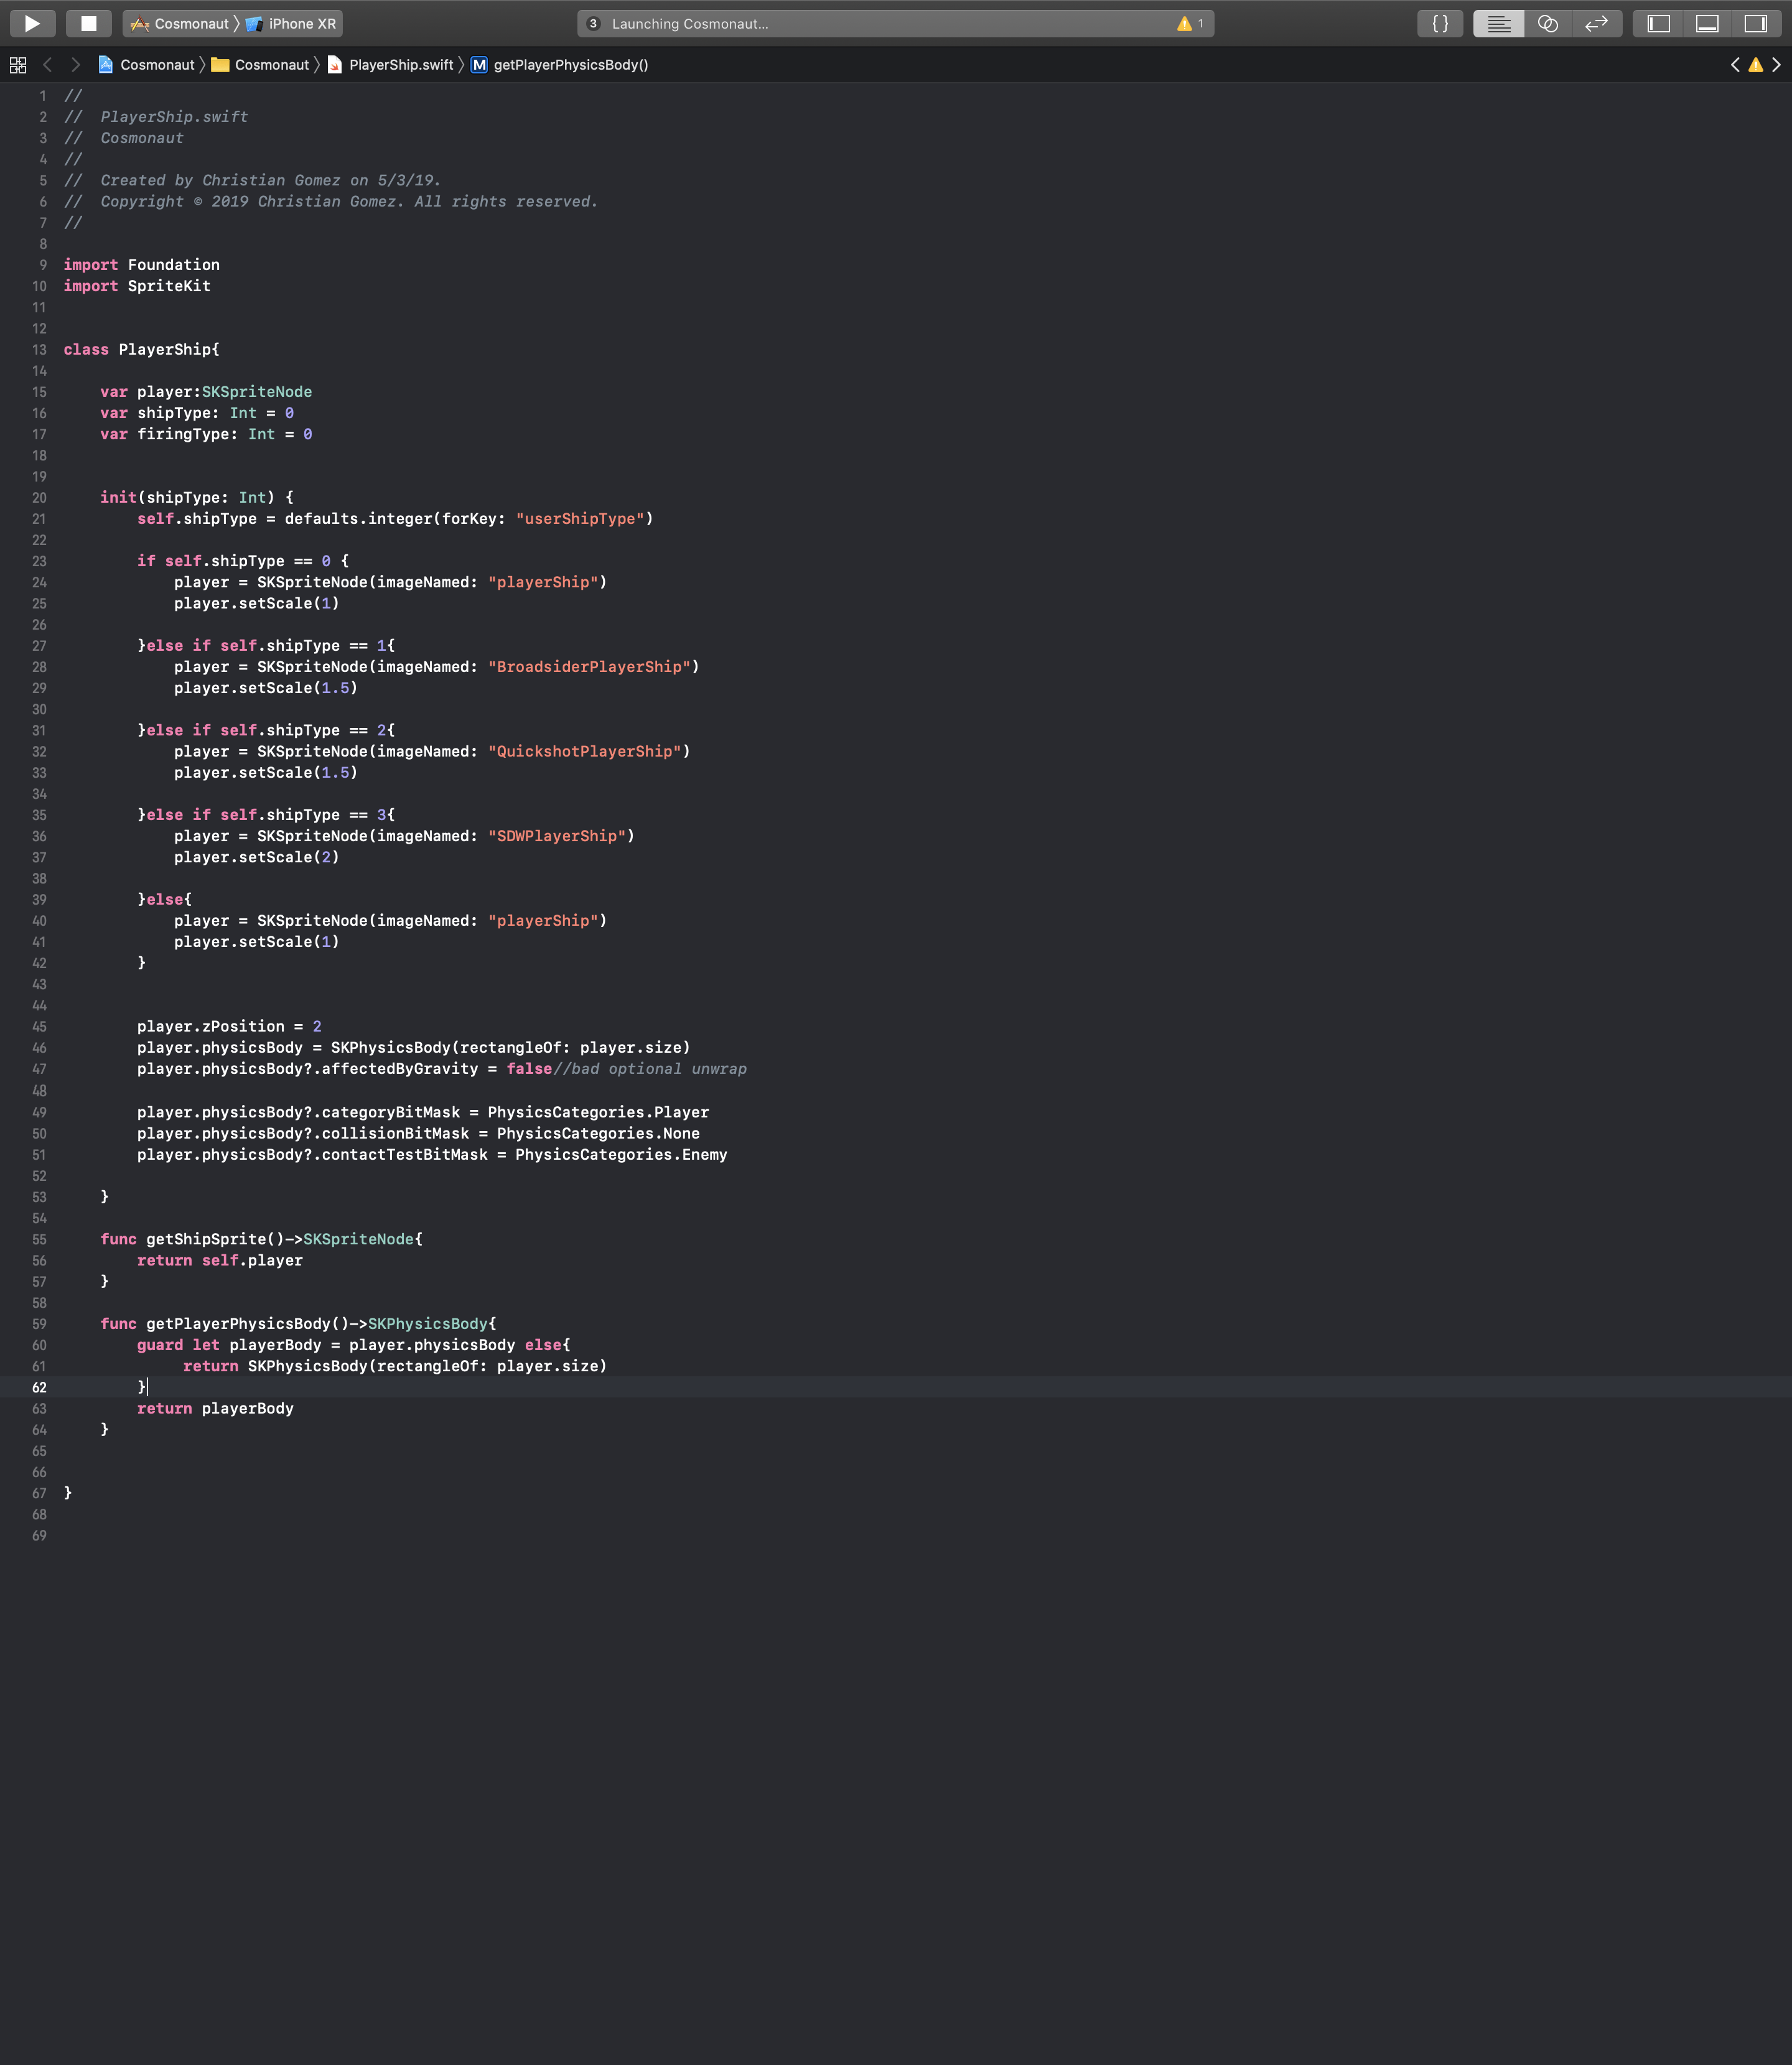 Cosmonaut 〉 iPhone XR
3 Launching Cosmonaut... 1
{ }
Cosmonaut 〉 Cosmonaut 〉 PlayerShip.swift 〉 M getPlayerPhysicsBody()
1 //
2 //  PlayerShip.swift
3 //  Cosmonaut
4 //
5 //  Created by Christian Gomez on 5/3/19.
6 //  Copyright © 2019 Christian Gomez. All rights reserved.
7 //
8
9 import Foundation
10 import SpriteKit
11
12
13 class PlayerShip{
14
15     var player:SKSpriteNode
16     var shipType: Int = 0
17     var firingType: Int = 0
18
19
20     init(shipType: Int) {
21         self.shipType = defaults.integer(forKey: "userShipType")
22
23         if self.shipType == 0 {
24             player = SKSpriteNode(imageNamed: "playerShip")
25             player.setScale(1)
26
27         }else if self.shipType == 1{
28             player = SKSpriteNode(imageNamed: "BroadsiderPlayerShip")
29             player.setScale(1.5)
30
31         }else if self.shipType == 2{
32             player = SKSpriteNode(imageNamed: "QuickshotPlayerShip")
33             player.setScale(1.5)
34
35         }else if self.shipType == 3{
36             player = SKSpriteNode(imageNamed: "SDWPlayerShip")
37             player.setScale(2)
38
39         }else{
40             player = SKSpriteNode(imageNamed: "playerShip")
41             player.setScale(1)
42         }
43
44
45         player.zPosition = 2
46         player.physicsBody = SKPhysicsBody(rectangleOf: player.size)
47         player.physicsBody?.affectedByGravity = false//bad optional unwrap
48
49         player.physicsBody?.categoryBitMask = PhysicsCategories.Player
50         player.physicsBody?.collisionBitMask = PhysicsCategories.None
51         player.physicsBody?.contactTestBitMask = PhysicsCategories.Enemy
52
53     }
54
55     func getShipSprite()->SKSpriteNode{
56         return self.player
57     }
58
59     func getPlayerPhysicsBody()->SKPhysicsBody{
60         guard let playerBody = player.physicsBody else{
61              return SKPhysicsBody(rectangleOf: player.size)
62         }
63         return playerBody
64     }
65
66
67 }
68
69